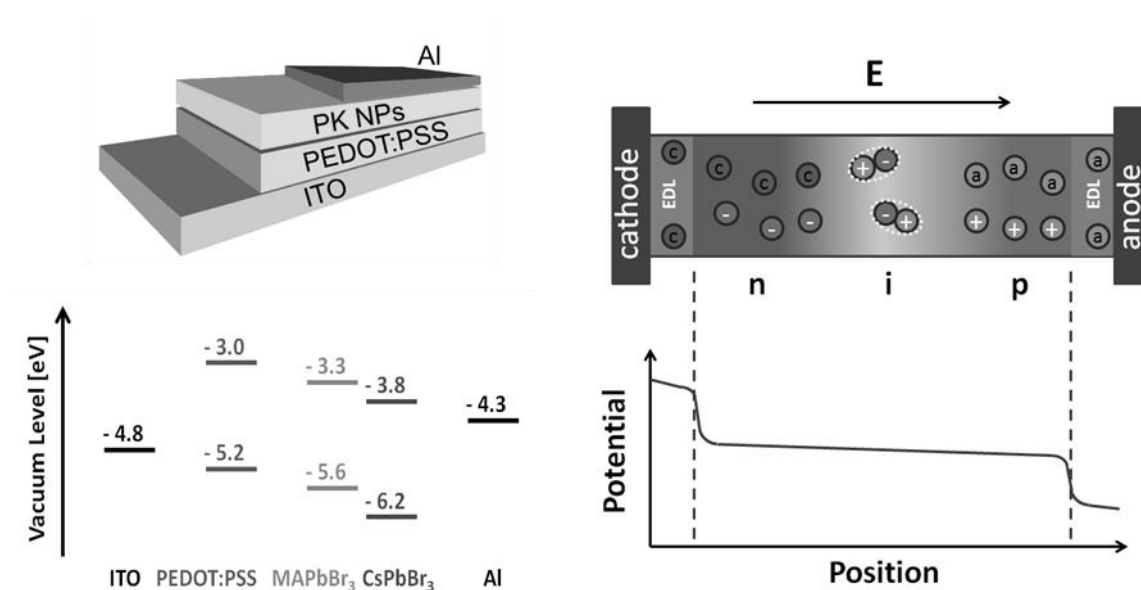 Al
PK NPs
PEDOT:PSS
ITO
Vacuum Level [eV]
- 3.0
- 3.3
- 3.8
- 4.3
- 4.8
- 5.2
- 5.6
- 6.2
ITO PEDOT:PSS MAPbBr₃ CsPbBr₃ Al
E
cathode
EDL
c
c
c
c
c
-
-
-
+ -
- +
a
a
a
+
+
+
a
a
EDL
anode
n i p
Potential
Position